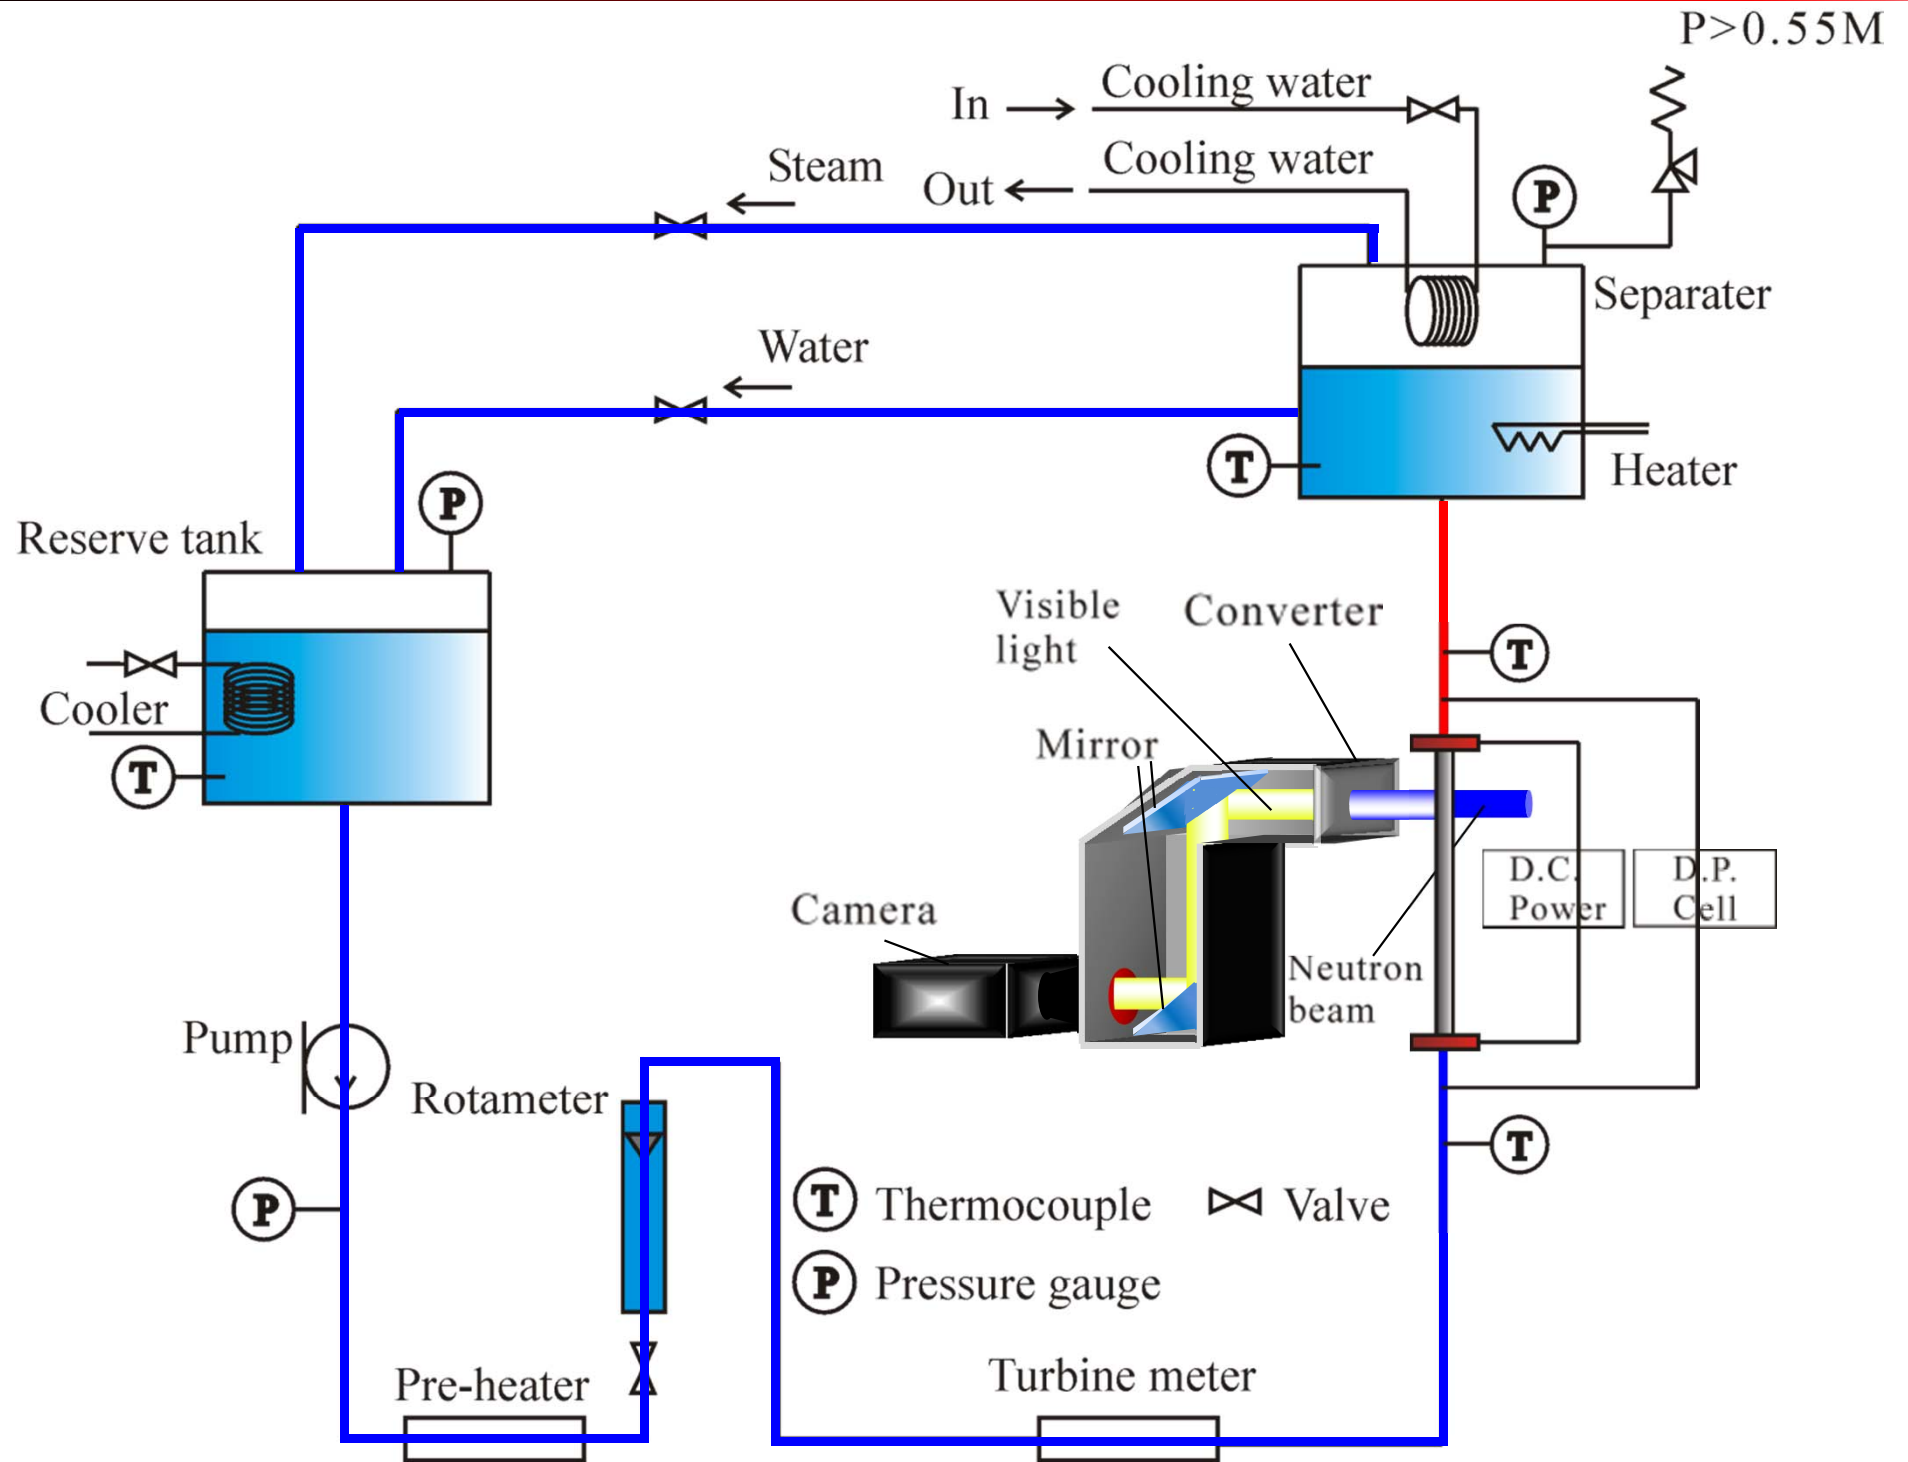 P>0.55M
In
Cooling water
Out
Cooling water
Steam
P
Separater
Water
T
Heater
P
Reserve tank
Visible
light
Converter
T
Cooler
Mirror
T
D.C.
Power
D.P.
Cell
Camera
Neutron
beam
Pump
Rotameter
T
P
T Thermocouple
Valve
P Pressure gauge
Pre-heater
Turbine meter